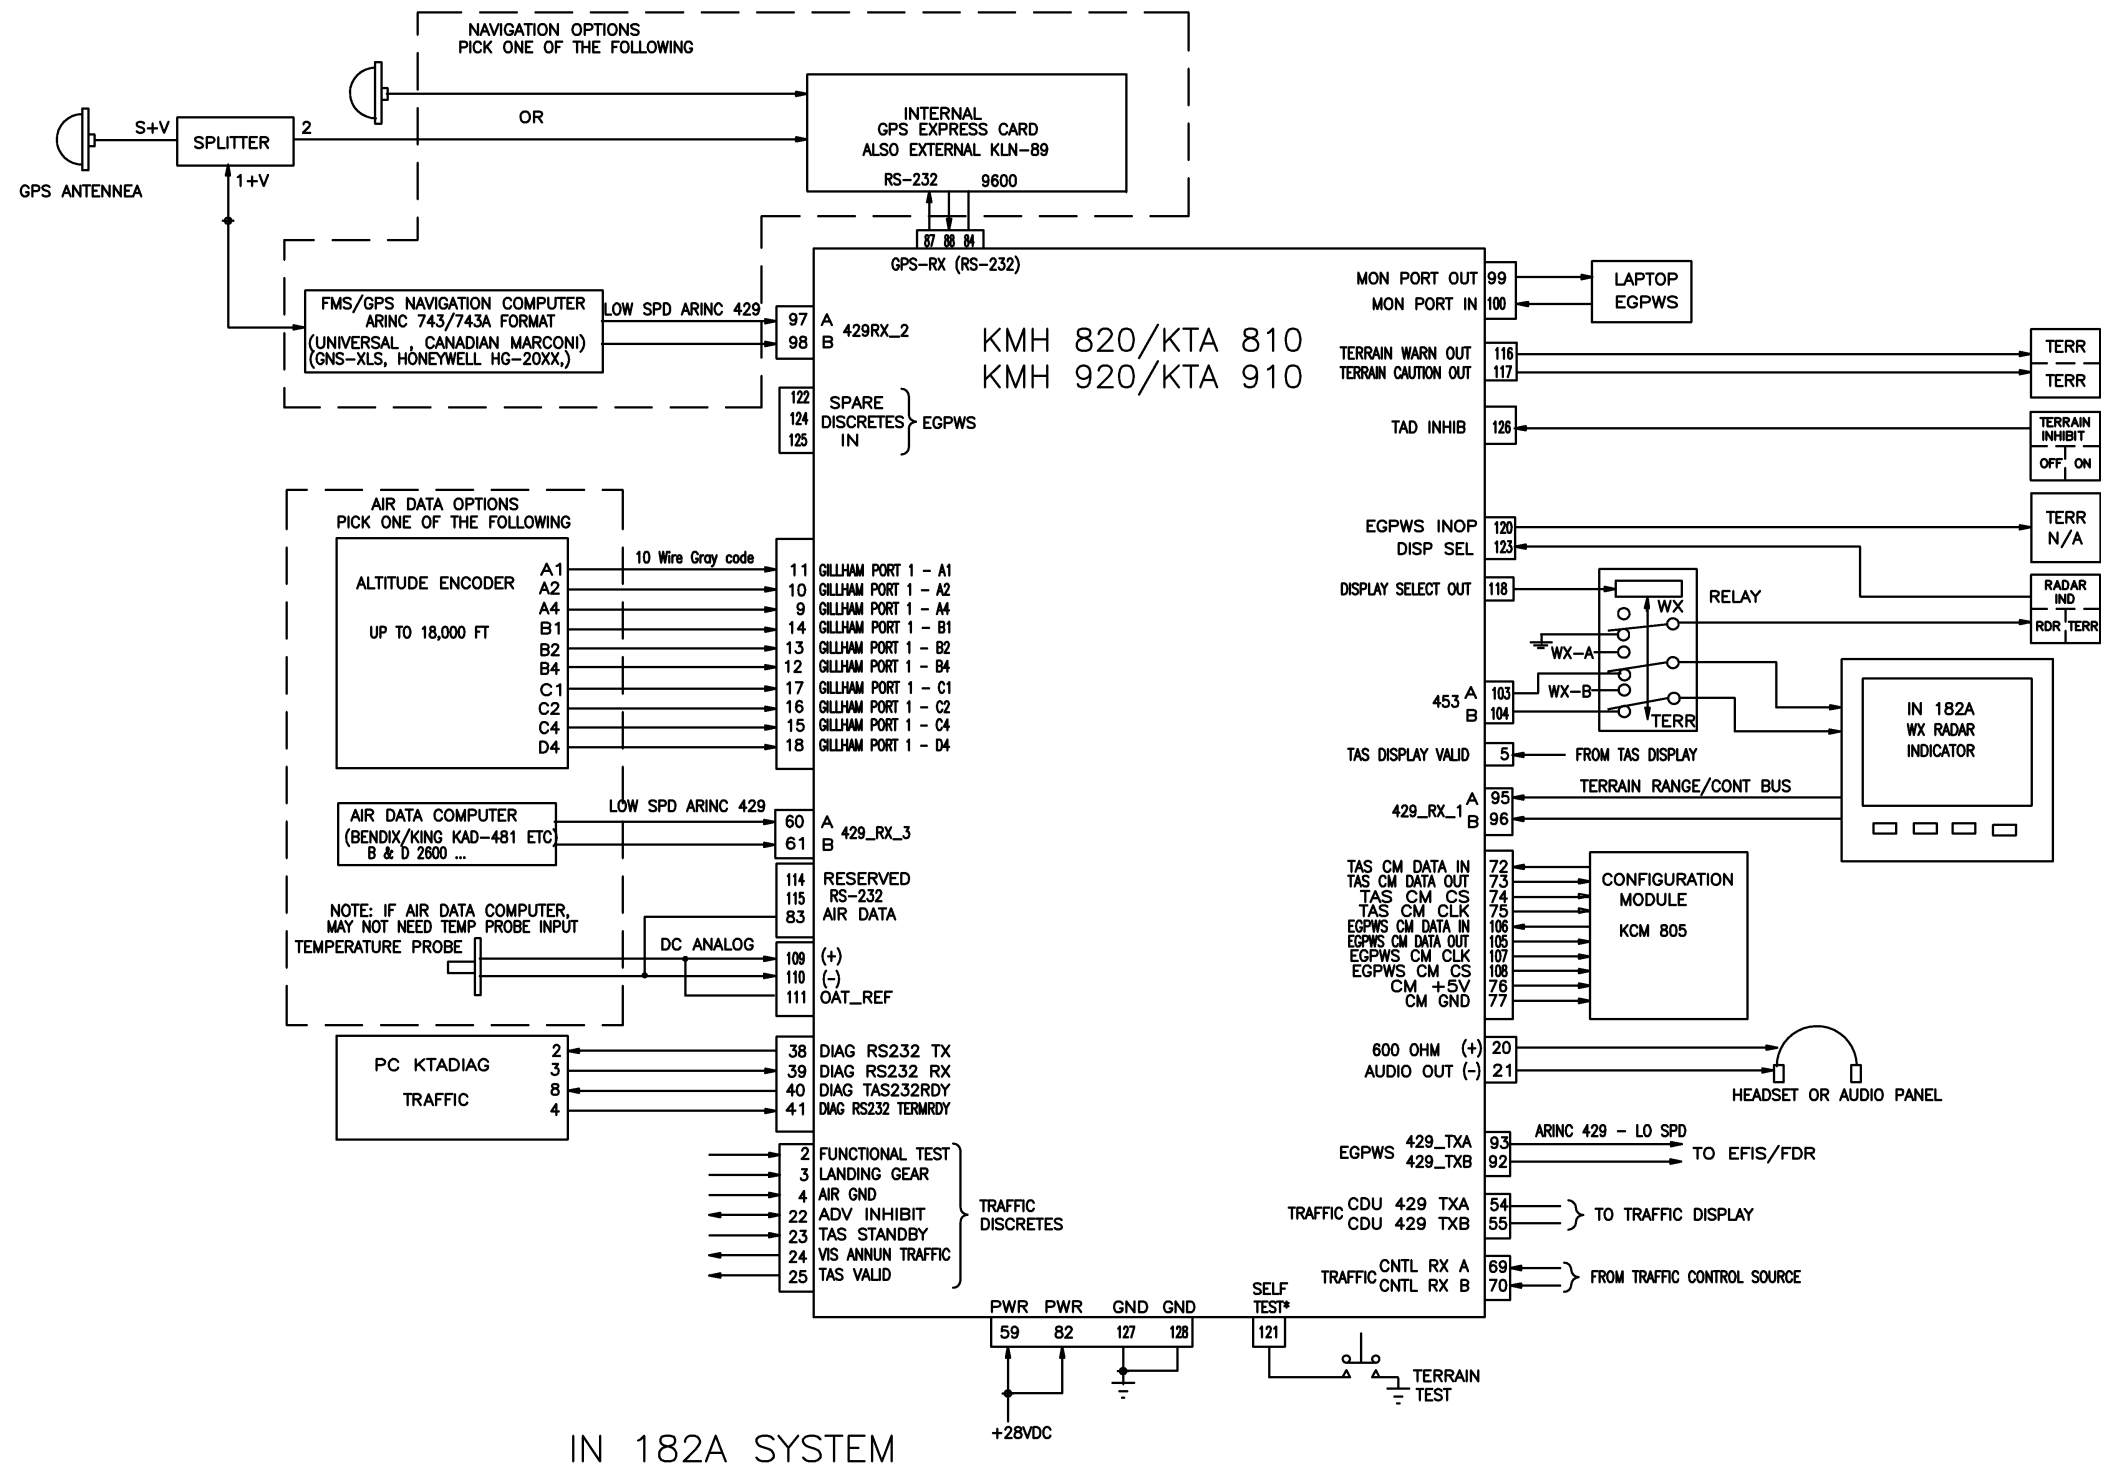 NAVIGATION OPTIONS
PICK ONE OF THE FOLLOWING
S+V
SPLITTER
2
1+V
GPS ANTENNEA
OR
INTERNAL
GPS EXPRESS CARD
ALSO EXTERNAL KLN-89
RS-232 9600
87 88 84
GPS-RX (RS-232)
FMS/GPS NAVIGATION COMPUTER
ARINC 743/743A FORMAT
(UNIVERSAL , CANADIAN MARCONI)
(GNS-XLS, HONEYWELL HG-20XX,)
LOW SPD ARINC 429
97 A
98 B
429RX_2
KMH 820/KTA 810
KMH 920/KTA 910
122
124
125
SPARE
DISCRETES
IN
EGPWS
AIR DATA OPTIONS
PICK ONE OF THE FOLLOWING
ALTITUDE ENCODER
UP TO 18,000 FT
10 Wire Gray code
A1 11 GILLHAM PORT 1 - A1
A2 10 GILLHAM PORT 1 - A2
A4 9 GILLHAM PORT 1 - A4
B1 14 GILLHAM PORT 1 - B1
B2 13 GILLHAM PORT 1 - B2
B4 12 GILLHAM PORT 1 - B4
C1 17 GILLHAM PORT 1 - C1
C2 16 GILLHAM PORT 1 - C2
C4 15 GILLHAM PORT 1 - C4
D4 18 GILLHAM PORT 1 - D4
AIR DATA COMPUTER
(BENDIX/KING KAD-481 ETC)
B & D 2600 ...
LOW SPD ARINC 429
60 A
61 B
429_RX_3
114 RESERVED
115 RS-232
83 AIR DATA
NOTE: IF AIR DATA COMPUTER,
MAY NOT NEED TEMP PROBE INPUT
TEMPERATURE PROBE
DC ANALOG
109 (+)
110 (-)
111 OAT_REF
PC KTADIAG
TRAFFIC
2 38 DIAG RS232 TX
3 39 DIAG RS232 RX
8 40 DIAG TAS232RDY
4 41 DIAG RS232 TERMRDY
2 FUNCTIONAL TEST
3 LANDING GEAR
4 AIR GND
22 ADV INHIBIT
23 TAS STANDBY
24 VIS ANNUN TRAFFIC
25 TAS VALID
TRAFFIC
DISCRETES
PWR PWR GND GND
59 82 127 128
+28VDC
SELF
TEST*
121
TERRAIN
TEST
MON PORT OUT 99
MON PORT IN 100
LAPTOP
EGPWS
TERRAIN WARN OUT 116
TERRAIN CAUTION OUT 117
TERR
TERR
TAD INHIB 126
TERRAIN
INHIBIT
OFF ON
EGPWS INOP 120
DISP SEL 123
TERR
N/A
DISPLAY SELECT OUT 118
RELAY
WX
WX-A
WX-B
TERR
RADAR
IND
RDR TERR
453
A 103
B 104
IN 182A
WX RADAR
INDICATOR
TAS DISPLAY VALID 5
FROM TAS DISPLAY
TERRAIN RANGE/CONT BUS
429_RX_1
A 95
B 96
TAS CM DATA IN 72
TAS CM DATA OUT 73
TAS CM CS 74
TAS CM CLK 75
EGPWS CM DATA IN 106
EGPWS CM DATA OUT 105
EGPWS CM CLK 107
EGPWS CM CS 108
CM +5V 76
CM GND 77
CONFIGURATION
MODULE
KCM 805
600 OHM (+) 20
AUDIO OUT (-) 21
HEADSET OR AUDIO PANEL
EGPWS
429_TXA 93
429_TXB 92
ARINC 429 - LO SPD
TO EFIS/FDR
TRAFFIC
CDU 429 TXA 54
CDU 429 TXB 55
TO TRAFFIC DISPLAY
TRAFFIC
CNTL RX A 69
CNTL RX B 70
FROM TRAFFIC CONTROL SOURCE
IN 182A SYSTEM